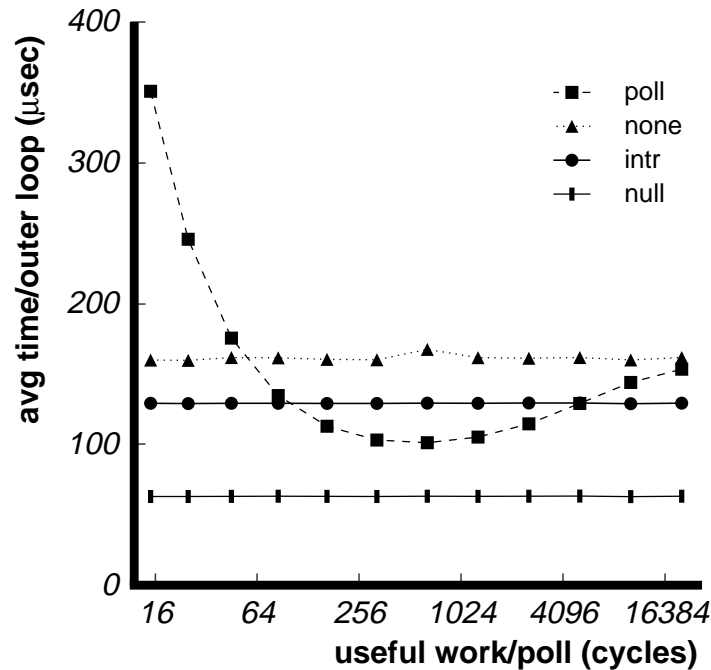 400
300
200
100
0
avg time/outer loop (μsec)
poll
none
intr
null
16 64 256 1024 4096 16384
useful work/poll (cycles)